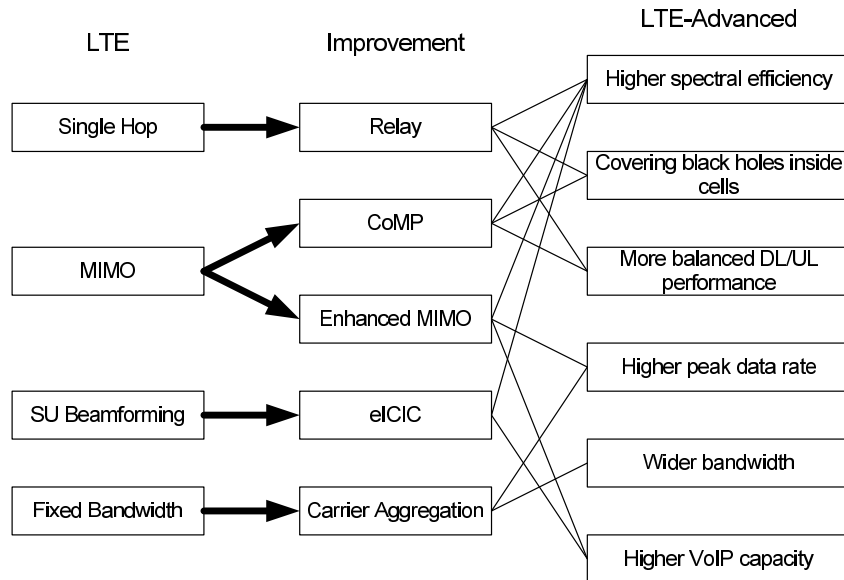 LTE
Improvement
LTE-Advanced
Single Hop
Relay
Higher spectral efficiency
Covering black holes inside
cells
MIMO
CoMP
More balanced DL/UL
performance
Enhanced MIMO
Higher peak data rate
SU Beamforming
eICIC
Wider bandwidth
Fixed Bandwidth
Carrier Aggregation
Higher VoIP capacity